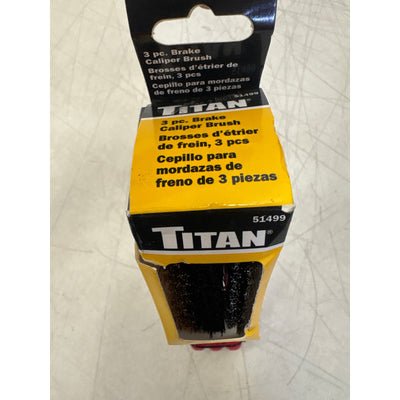 3 pc. Brake
Caliper Brush
Brosses d'étrier de
frein, 3 pcs
Cepillo para mordazas
de freno de 3 piezas
51499
TITAN
3 pc. Brake
Caliper Brush
Brosses d'étrier
de frein, 3 pcs
Cepillo para
mordazas de
freno de 3 piezas
51499
TITAN®